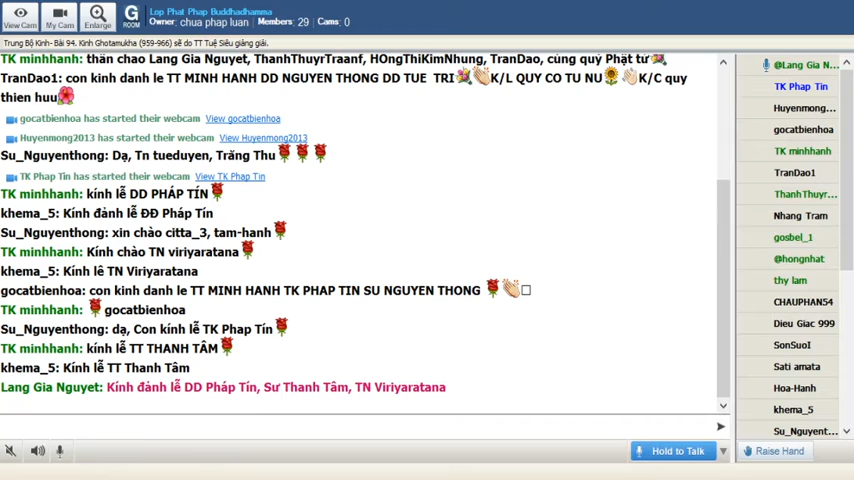 View Cam
My Cam
Enlarge
G
ROOM
Lop Phat Phap Buddhadhamma
Owner: chua phap luan Members: 29 Cams: 0
Trung Bộ Kinh- Bài 94. Kinh Ghotamukha (959-966) sẽ do TT Tuệ Siêu giảng giải.
TK minhhanh: thân chao Lang Gia Nguyet, ThanhThuyrTraanf, HOngThiKimNhung, TranDao, cùng quý Phật tử
TranDao1: con kinh danh le TT MINH HANH DD NGUYEN THONG DD TUE TRI K/L QUY CO TU NU K/C quy
thien huu
gocatbienhoa has started their webcam View gocatbienhoa
Huyenmong2013 has started their webcam View Huyenmong2013
Su_Nguyenthong: Dạ, Tn tueduyen, Trăng Thu
TK Phap Tin has started their webcam View TK Phap Tin
TK minhhanh: kính lễ DD PHÁP TÍN
khema_5: Kính đảnh lễ ĐĐ Pháp Tín
Su_Nguyenthong: xin chào citta_3, tam-hanh
TK minhhanh: Kính chào TN viriyaratana
khema_5: Kính lê TN Viriyaratana
gocatbienhoa: con kinh danh le TT MINH HANH TK PHAP TIN SU NGUYEN THONG
TK minhhanh: gocatbienhoa
Su_Nguyenthong: dạ, Con kính lễ TK Phap Tín
TK minhhanh: kính lễ TT THANH TÂM
khema_5: Kính lễ TT Thanh Tâm
Lang Gia Nguyet: Kính đảnh lễ DD Pháp Tín, Sư Thanh Tâm, TN Viriyaratana
Hold to Talk
@Lang Gia N...
TK Phap Tin
Huyenmong...
gocatbienhoa
TK minhhanh
TranDao1
ThanhThuyr...
Nhang Tram
gosbel_1
@hongnhat
thy lam
CHAUPHAN54
Dieu Giac 999
SonSuoI
Sati amata
Hoa-Hanh
khema_5
Su_Nguyent...
Raise Hand